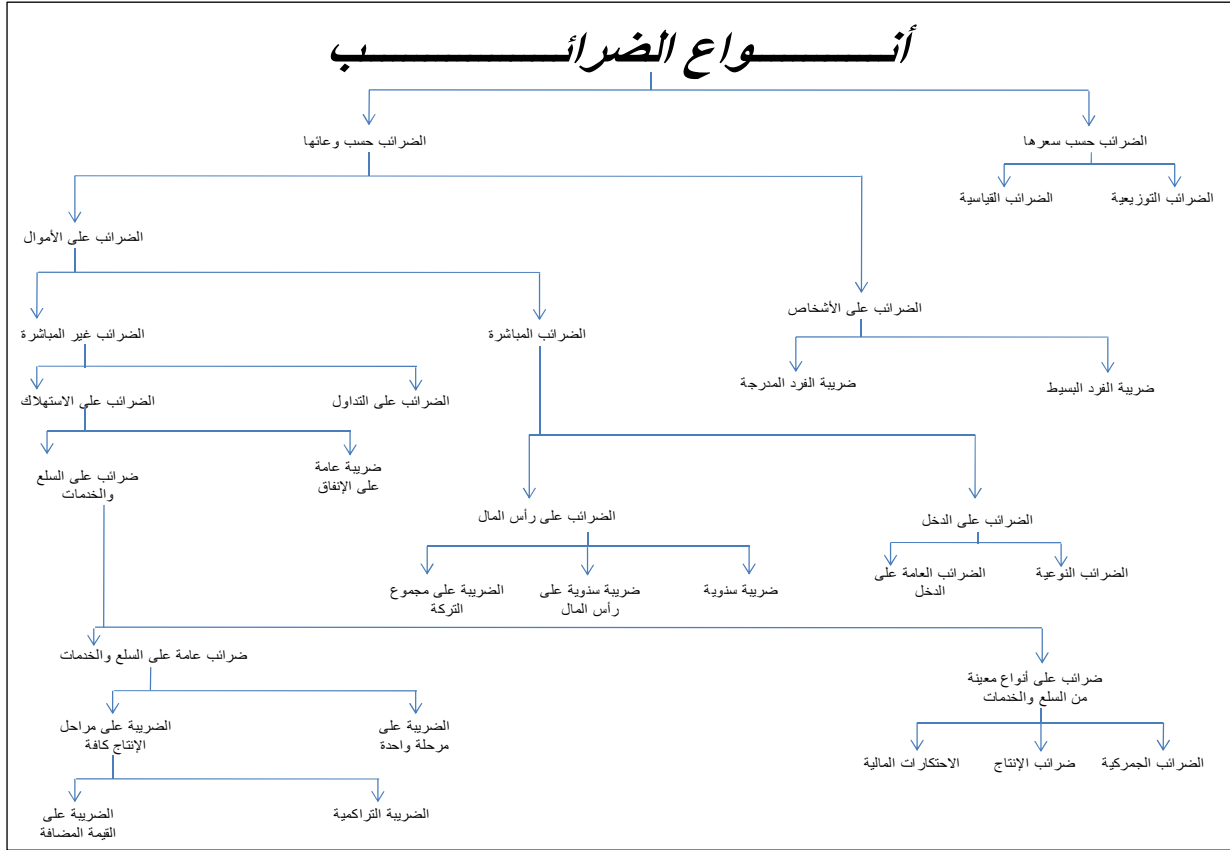 أنـــــــواع الضرائـــــــــــب
الضرائب حسب سعرها
الضرائب حسب وعائها
الضرائب التوزيعية
الضرائب القياسية
الضرائب على الأموال
الضرائب على الأشخاص
الضرائب المباشرة
الضرائب غير المباشرة
ضريبة الفرد البسيط
ضريبة الفرد المدرجة
الضرائب على التداول
الضرائب على الاستهلاك
ضريبة عامة
على الإنفاق
ضرائب على السلع
والخدمات
الضرائب على الدخل
الضرائب على رأس المال
الضرائب النوعية
الضرائب العامة على
الدخل
ضريبة سنوية
ضريبة سنوية على
رأس المال
الضريبة على مجموع
التركة
ضرائب عامة على السلع والخدمات
ضرائب على أنواع معينة
من السلع والخدمات
الضريبة على
مرحلة واحدة
الضريبة على مراحل
الإنتاج كافة
الضرائب الجمركية
ضرائب الإنتاج
الاحتكارات المالية
الضريبة التراكمية
الضريبة على
القيمة المضافة